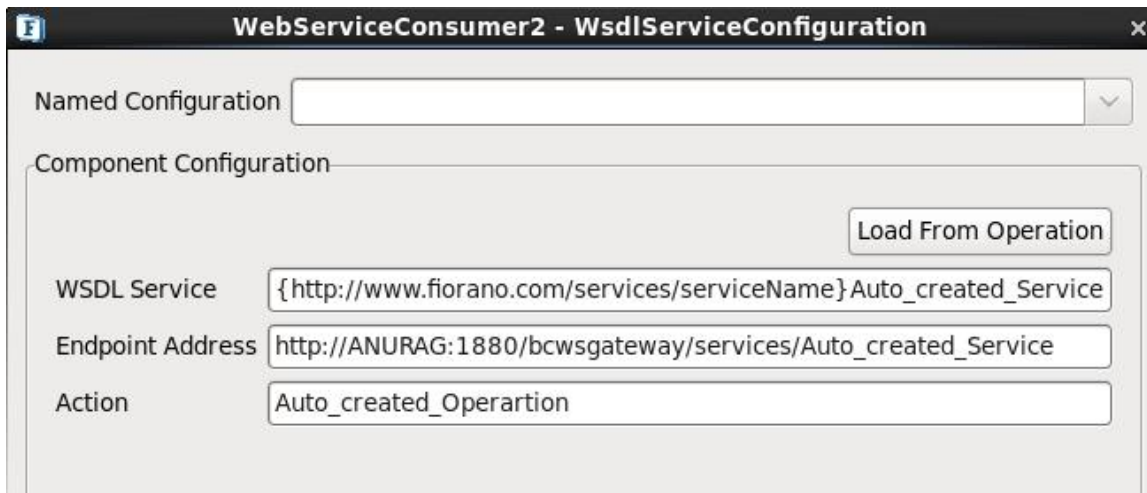 WebServiceConsumer2 - WsdlServiceConfiguration
Named Configuration
Component Configuration
Load From Operation
WSDL Service {http://www.fiorano.com/services/serviceName}Auto_created_Service
Endpoint Address http://ANURAG:1880/bcwsgateway/services/Auto_created_Service
Action Auto_created_Operartion